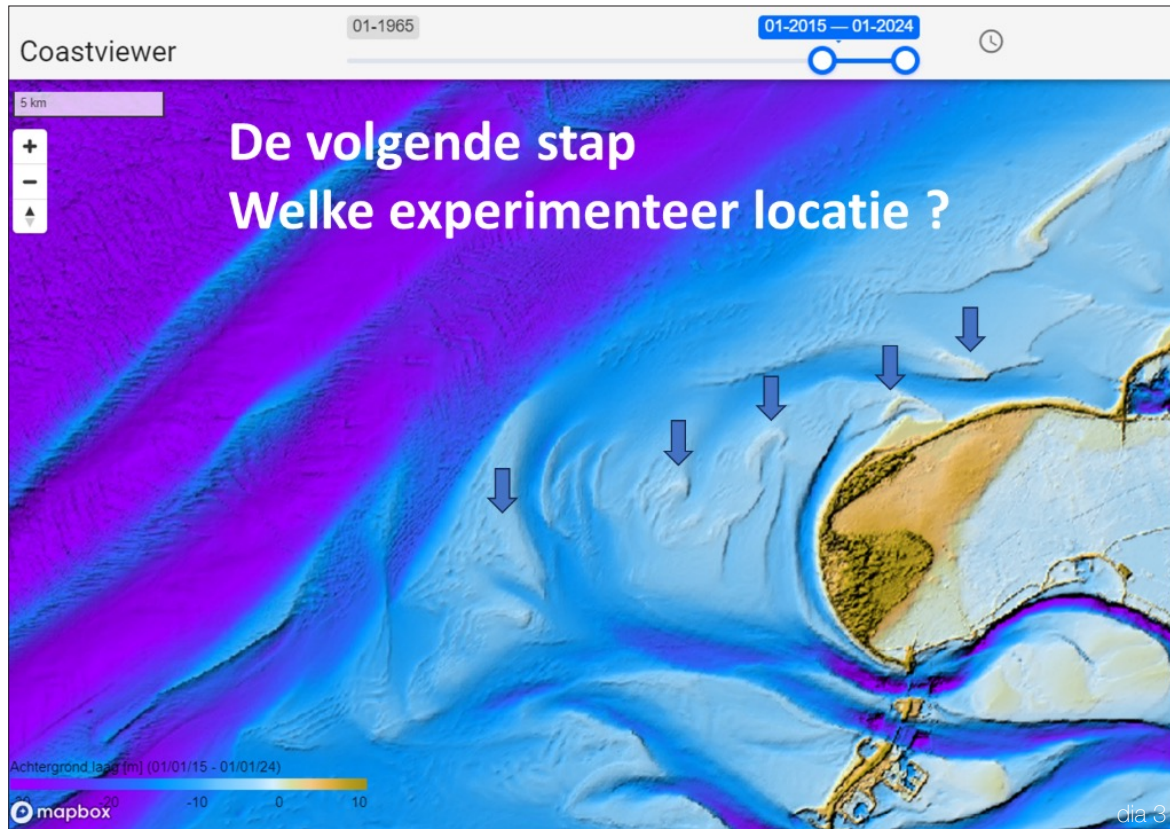 Coastviewer
01-1965
01-2015 — 01-2024
5 km
De volgende stap
Welke experimenteer locatie ?
Achtergrond laag [m] (01/01/15 - 01/01/24)
-20 -10 0 10
mapbox
dia 3